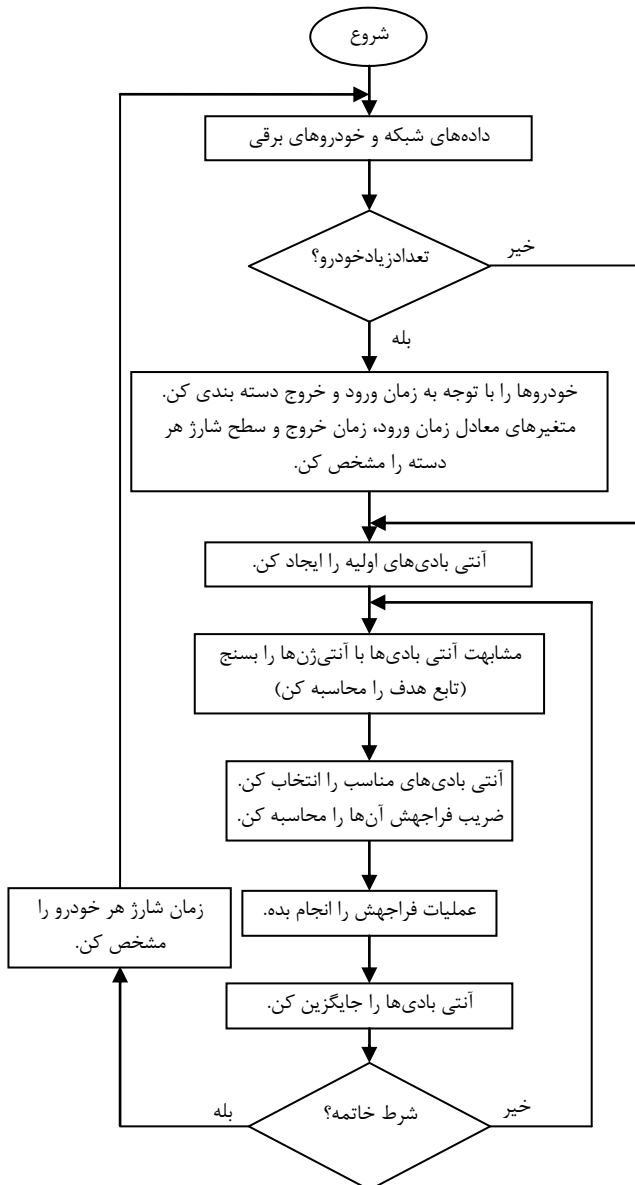 شروع
داده‌های شبکه و خودروهای برقی
تعدادزیادخودرو؟
خیر
بله
خودروها را با توجه به زمان ورود و خروج دسته بندی کن.
متغیرهای معادل زمان ورود، زمان خروج و سطح شارژ هر
دسته را مشخص کن.
آنتی بادی‌های اولیه را ایجاد کن.
مشابهت آنتی بادی‌ها با آنتی‌ژن‌ها را بسنج
(تابع هدف را محاسبه کن)
آنتی بادی‌های مناسب را انتخاب کن.
ضریب فراجهش آن‌ها را محاسبه کن.
عملیات فراجهش را انجام بده.
زمان شارژ هر خودرو را
مشخص کن.
آنتی بادی‌ها را جایگزین کن.
شرط خاتمه؟
خیر
بله